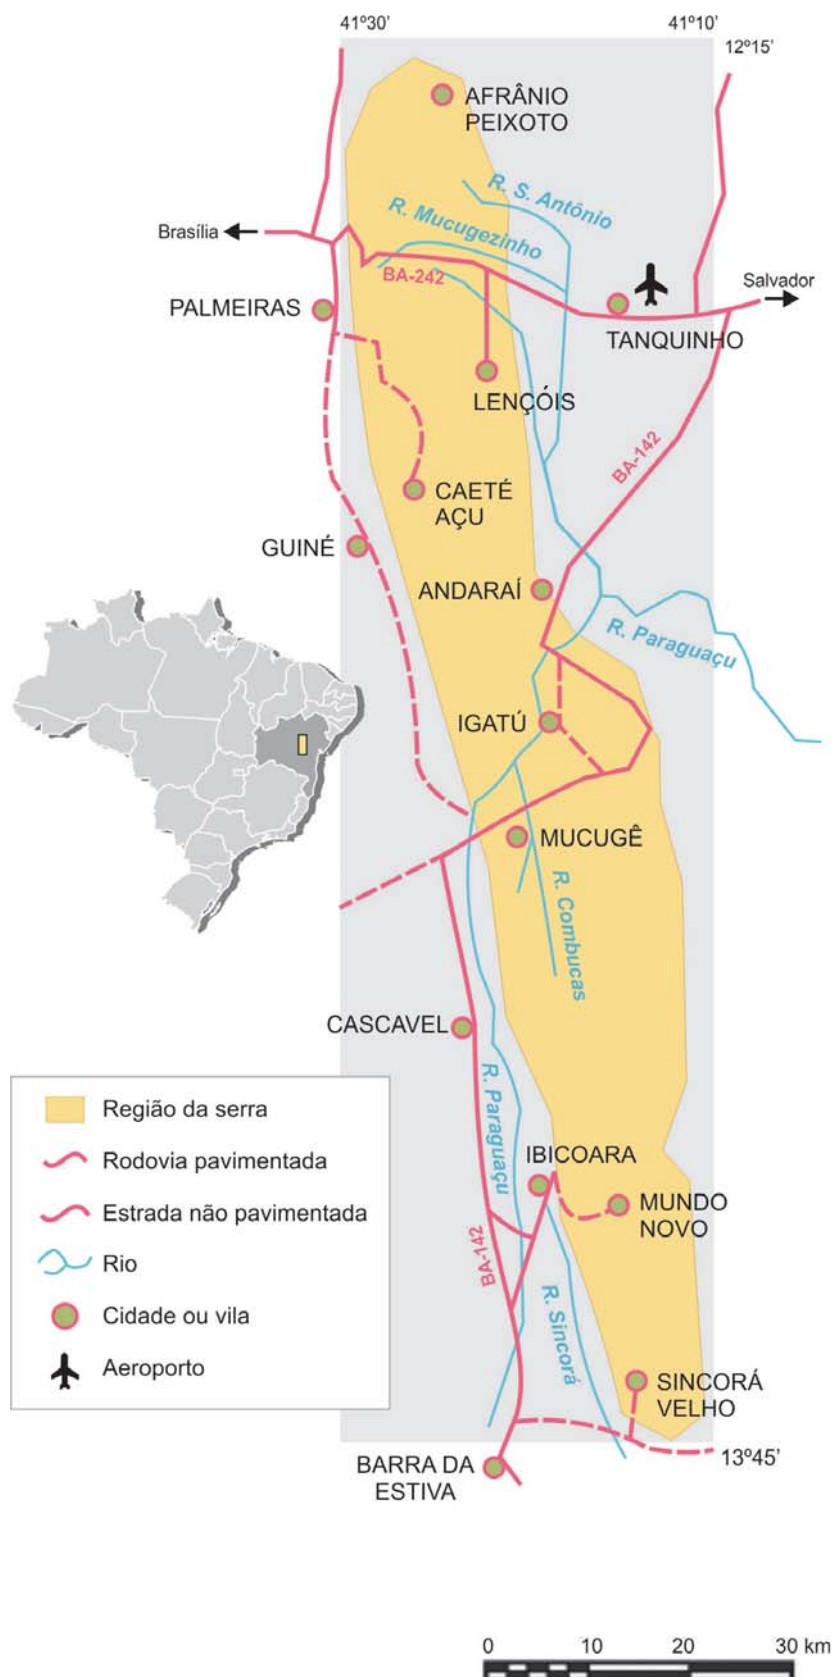 41º30’
41º10’
12º15’
AFRÂNIO
PEIXOTO
R. S. Antônio
R. Mucugezinho
Brasília
BA-242
Salvador
PALMEIRAS
TANQUINHO
LENÇÓIS
BA-142
CAETÉ
AÇU
GUINÉ
ANDARAÍ
R. Paraguaçu
IGATÚ
MUCUGÊ
R. Combucas
CASCAVEL
R. Paraguaçu
IBICOARA
MUNDO
NOVO
BA-142
R. Sincorá
SINCORÁ
VELHO
13º45’
BARRA DA
ESTIVA
Região da serra
Rodovia pavimentada
Estrada não pavimentada
Rio
Cidade ou vila
Aeroporto
0 10 20 30 km